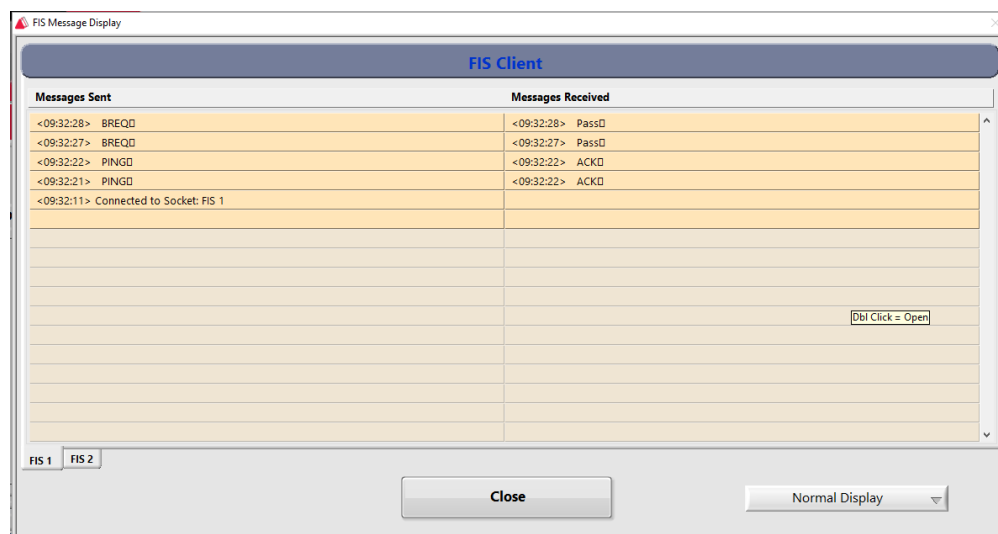 FIS Message Display
FIS Client
Messages Sent Messages Received
<09:32:28> BREQ▯ <09:32:28> Pass▯
<09:32:27> BREQ▯ <09:32:27> Pass▯
<09:32:22> PING▯ <09:32:22> ACK▯
<09:32:21> PING▯ <09:32:22> ACK▯
<09:32:11> Connected to Socket: FIS 1
Dbl Click = Open
FIS 1 FIS 2
Close Normal Display